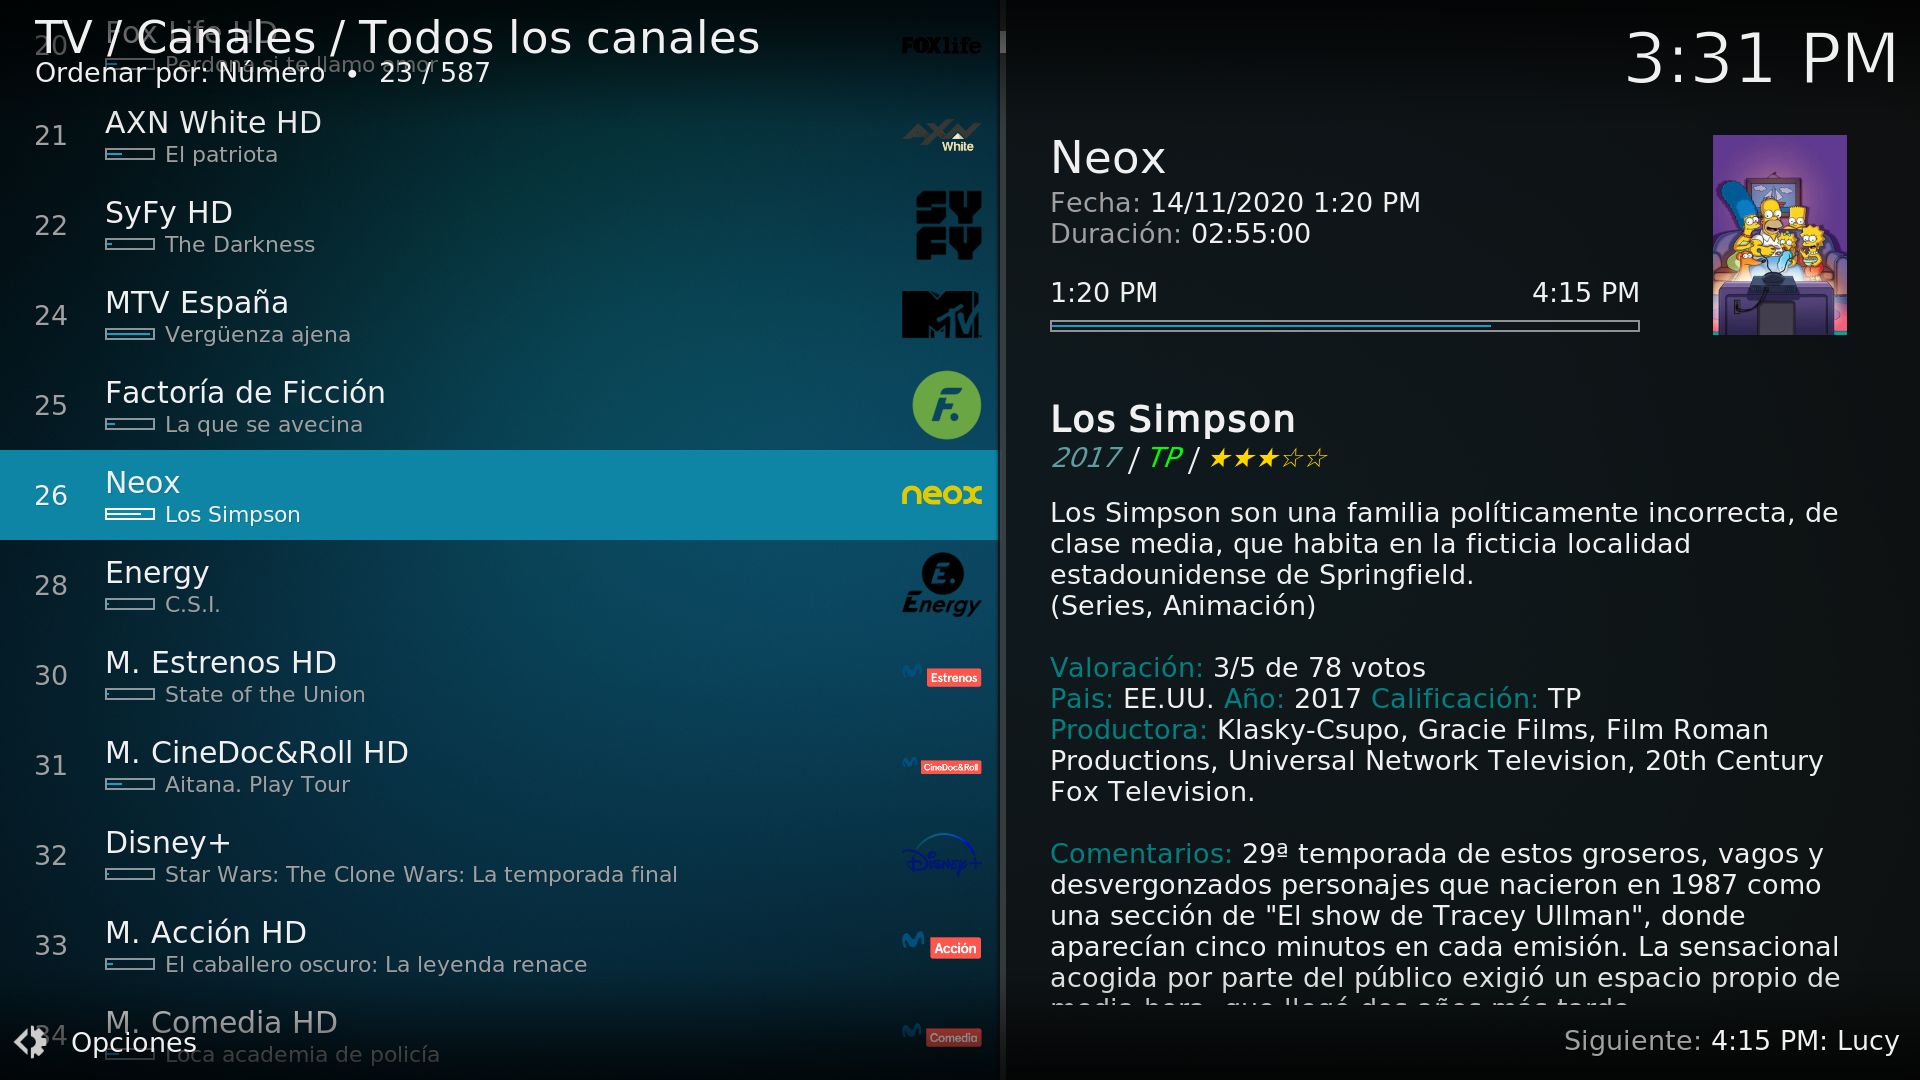 TV / Canales / Todos los canales
Ordenar por: Número • 23 / 587
3:31 PM
20 Fox Life HD
Perdona si te llamo amor
FOXlife
21 AXN White HD
El patriota
AXN White
22 SyFy HD
The Darkness
SYFY
24 MTV España
Vergüenza ajena
MTV
25 Factoría de Ficción
La que se avecina
F.
26 Neox
Los Simpson
neox
28 Energy
C.S.I.
E.
Energy
30 M. Estrenos HD
State of the Union
Estrenos
31 M. CineDoc&Roll HD
Aitana. Play Tour
CineDoc&Roll
32 Disney+
Star Wars: The Clone Wars: La temporada final
Disney+
33 M. Acción HD
El caballero oscuro: La leyenda renace
Acción
34 M. Comedia HD
Loca academia de policía
Comedia
Opciones
Neox
Fecha: 14/11/2020 1:20 PM
Duración: 02:55:00
1:20 PM 4:15 PM
Los Simpson
2017 / TP / ★★★☆☆
Los Simpson son una familia políticamente incorrecta, de
clase media, que habita en la ficticia localidad
estadounidense de Springfield.
(Series, Animación)
Valoración: 3/5 de 78 votos
Pais: EE.UU. Año: 2017 Calificación: TP
Productora: Klasky-Csupo, Gracie Films, Film Roman
Productions, Universal Network Television, 20th Century
Fox Television.
Comentarios: 29ª temporada de estos groseros, vagos y
desvergonzados personajes que nacieron en 1987 como
una sección de "El show de Tracey Ullman", donde
aparecían cinco minutos en cada emisión. La sensacional
acogida por parte del público exigió un espacio propio de
media hora, que llegó dos años más tarde.
Siguiente: 4:15 PM: Lucy